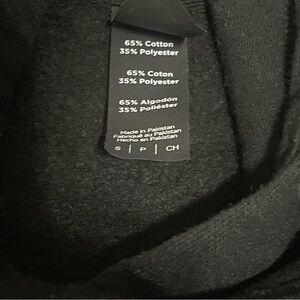 65% Cotton
35% Polyester
65% Coton
35% Polyester
65% Algodón
35% Poliéster
Made in Pakistan
Fabriqué au Pakistan
Hecho en Pakistan
S | P | CH